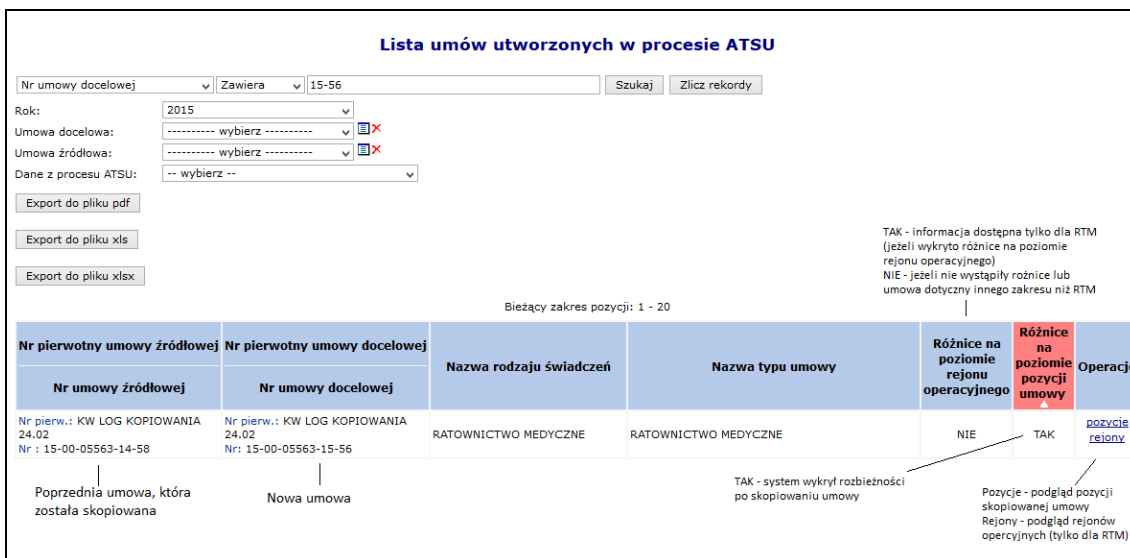 Lista umów utworzonych w procesie ATSU
Nr umowy docelowej Zawiera 15-56 Szukaj Zlicz rekordy
Rok: 2015
Umowa docelowa: ---------- wybierz ----------
Umowa źródłowa: ---------- wybierz ----------
Dane z procesu ATSU: -- wybierz --
Export do pliku pdf
Export do pliku xls
Export do pliku xlsx
TAK - informacja dostępna tylko dla RTM
(jeżeli wykryto różnice na poziomie
rejonu operacyjnego)
NIE - jeżeli nie wystąpiły rożnice lub
umowa dotyczny innego zakresu niż RTM
Bieżący zakres pozycji: 1 - 20
Nr pierwotny umowy źródłowej
Nr umowy źródłowej
Nr pierwotny umowy docelowej
Nr umowy docelowej
Nazwa rodzaju świadczeń
Nazwa typu umowy
Różnice na
poziomie
rejonu
operacyjnego
Różnice
na
poziomie
pozycji
umowy
Operacje
Nr pierw.: KW LOG KOPIOWANIA
24.02
Nr : 15-00-05563-14-58
Nr pierw.: KW LOG KOPIOWANIA
24.02
Nr: 15-00-05563-15-56
RATOWNICTWO MEDYCZNE
RATOWNICTWO MEDYCZNE
NIE
TAK
pozycje
rejony
Poprzednia umowa, która
została skopiowana
Nowa umowa
TAK - system wykrył rozbieżności
po skopiowaniu umowy
Pozycje - podgląd pozycji
skopiowanej umowy
Rejony - podgląd rejonów
opercyjnych (tylko dla RTM)